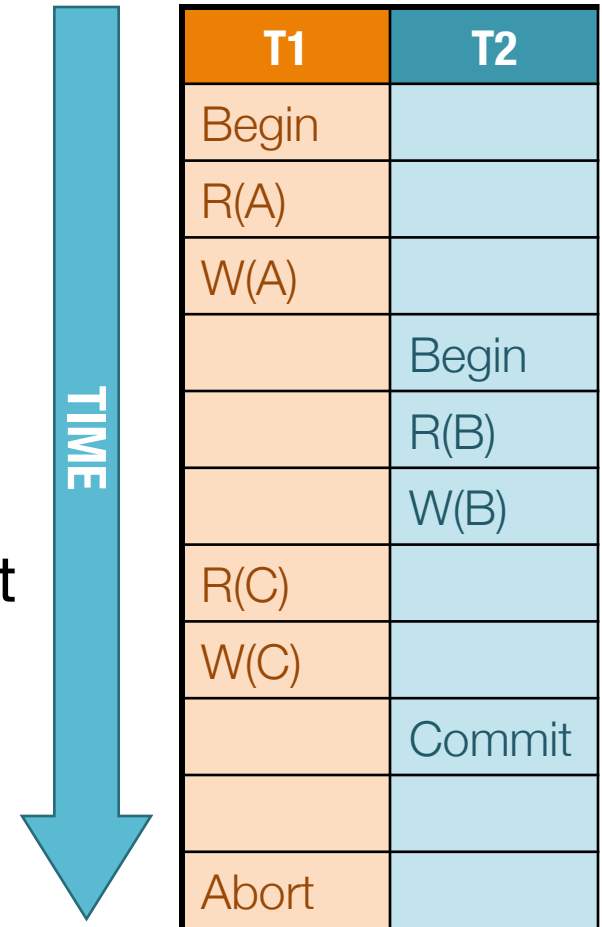 T1 T2
Begin
R(A)
W(A)
Begin
R(B)
W(B)
TIME
R(C)
t
W(C)
Commit
Abort